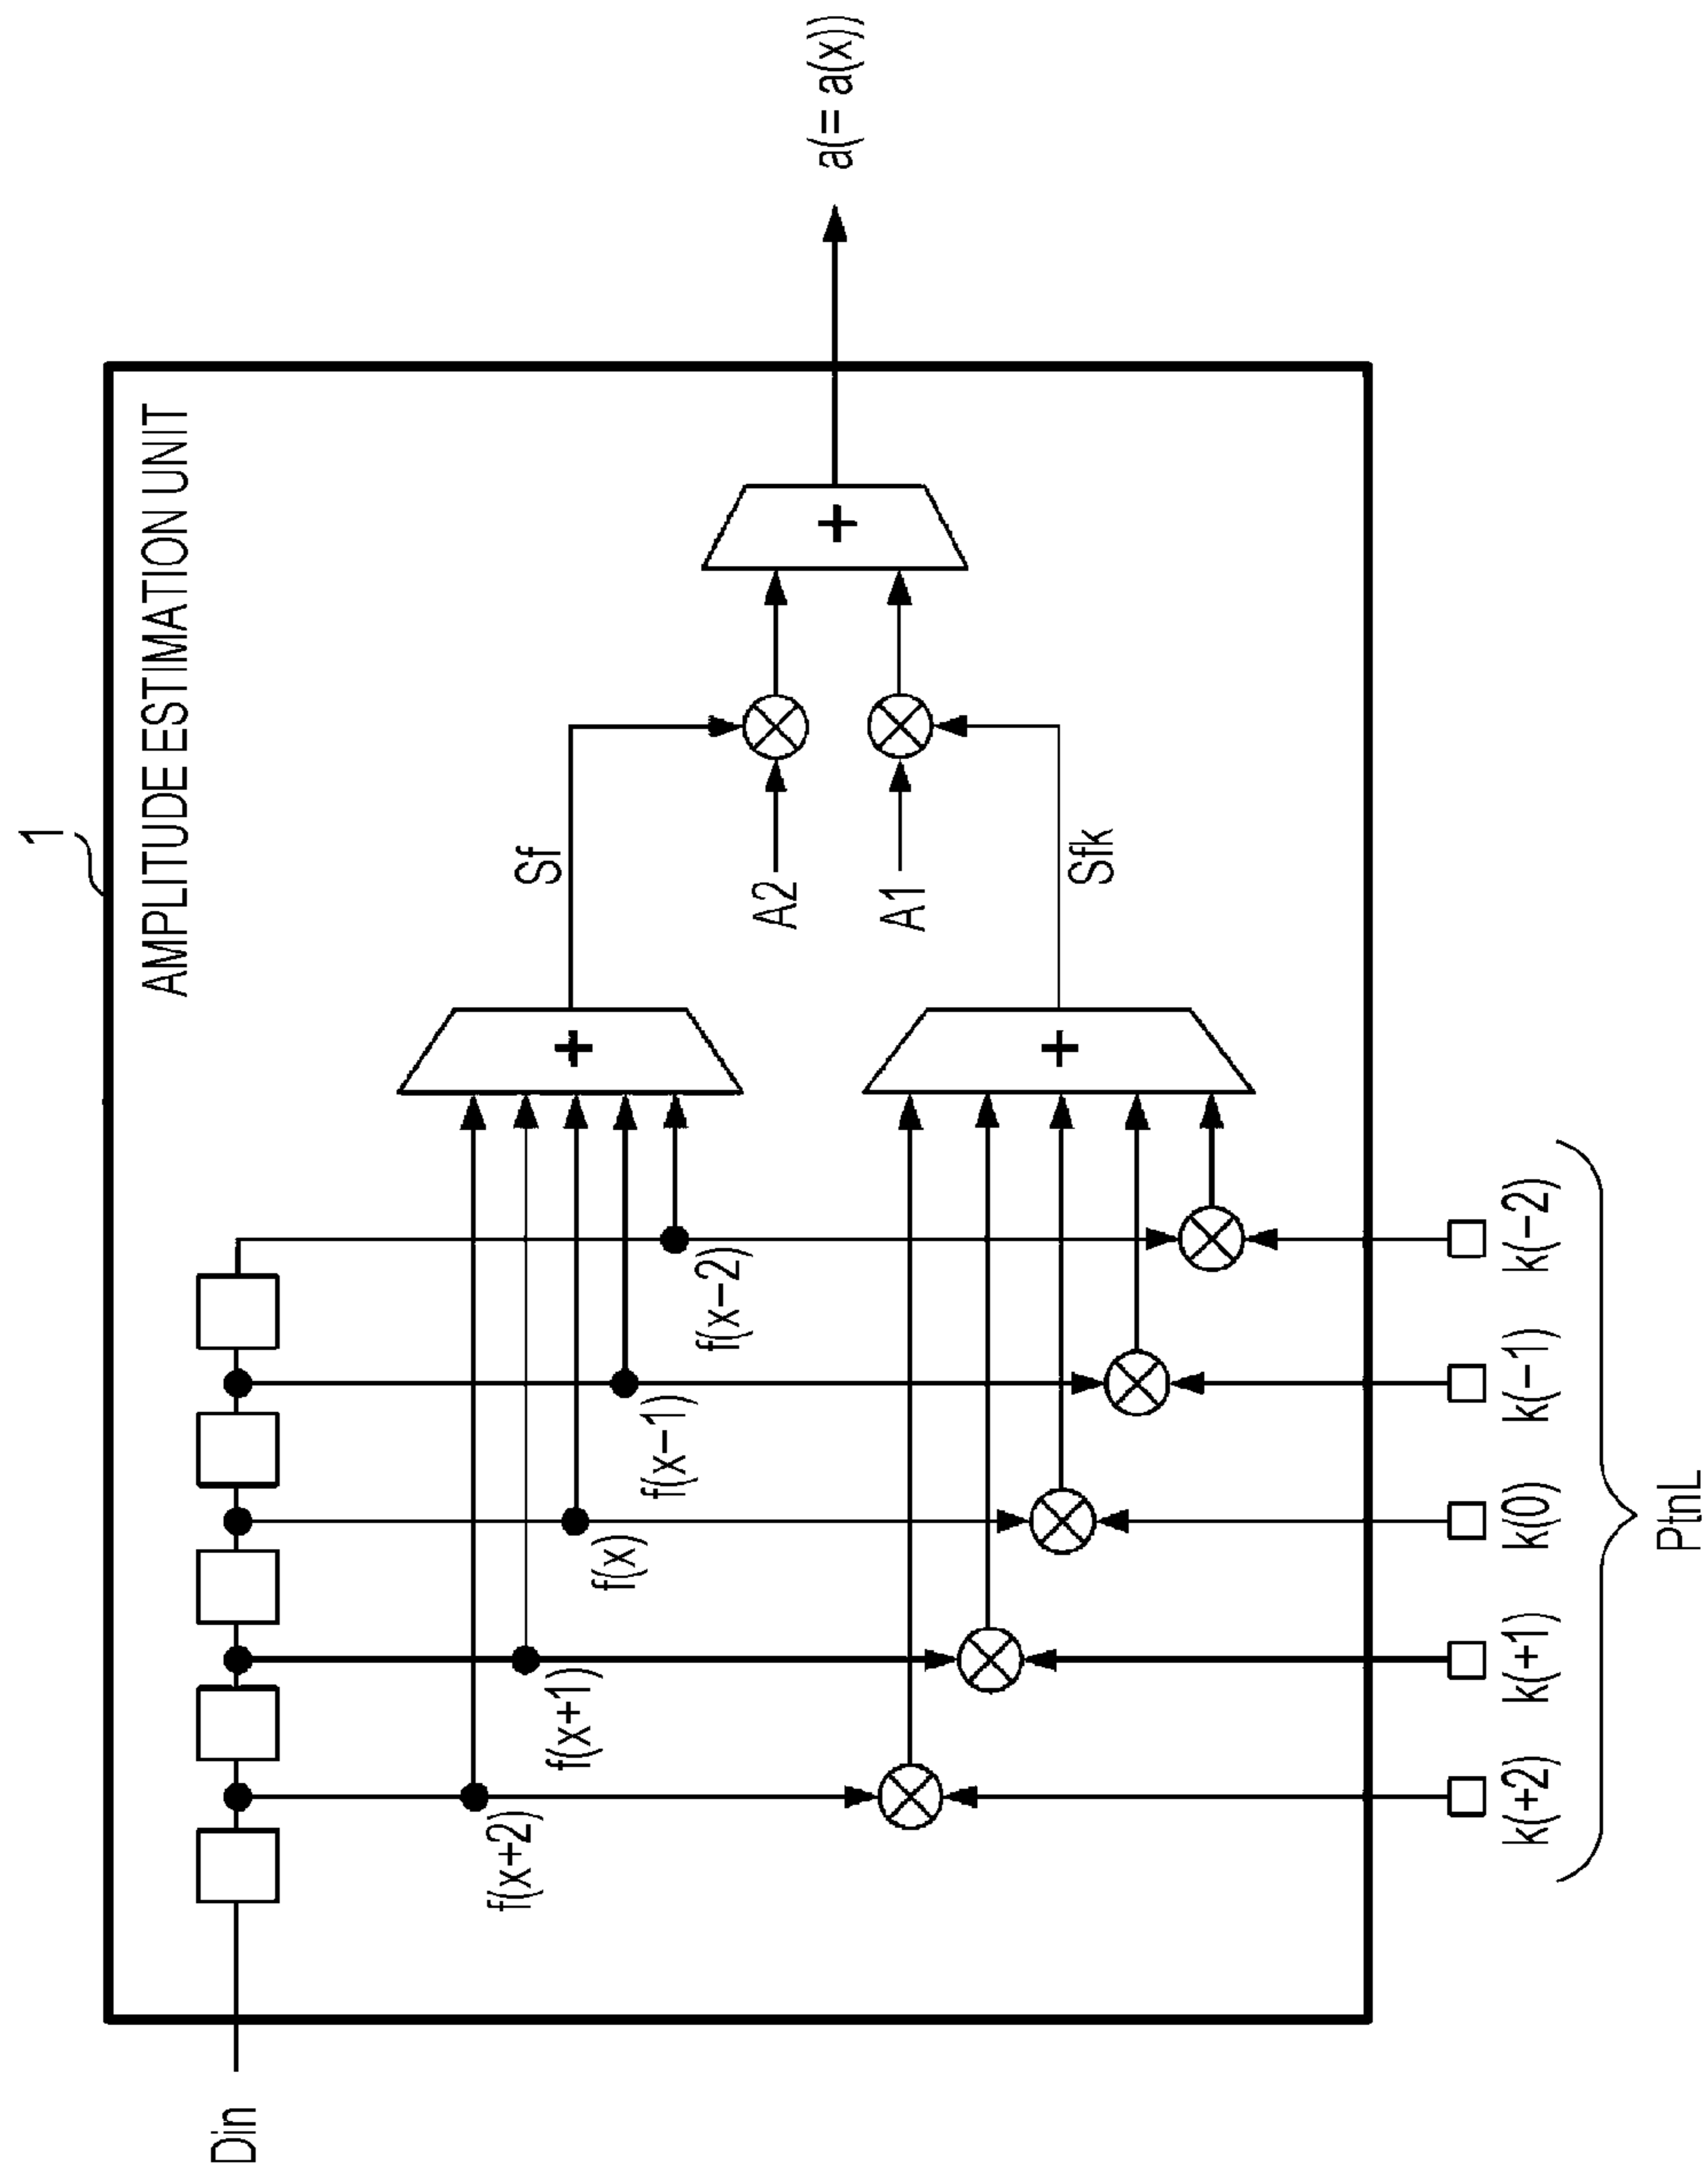 1
AMPLITUDE ESTIMATION UNIT
Din
f(x+2)
f(x+1)
f(x)
f(x−1)
f(x−2)
+
Sf
A2
A1
+
a(= a(x))
+
Sfk
k(+2)
k(+1)
k(0)
k(−1)
k(−2)
PtnL